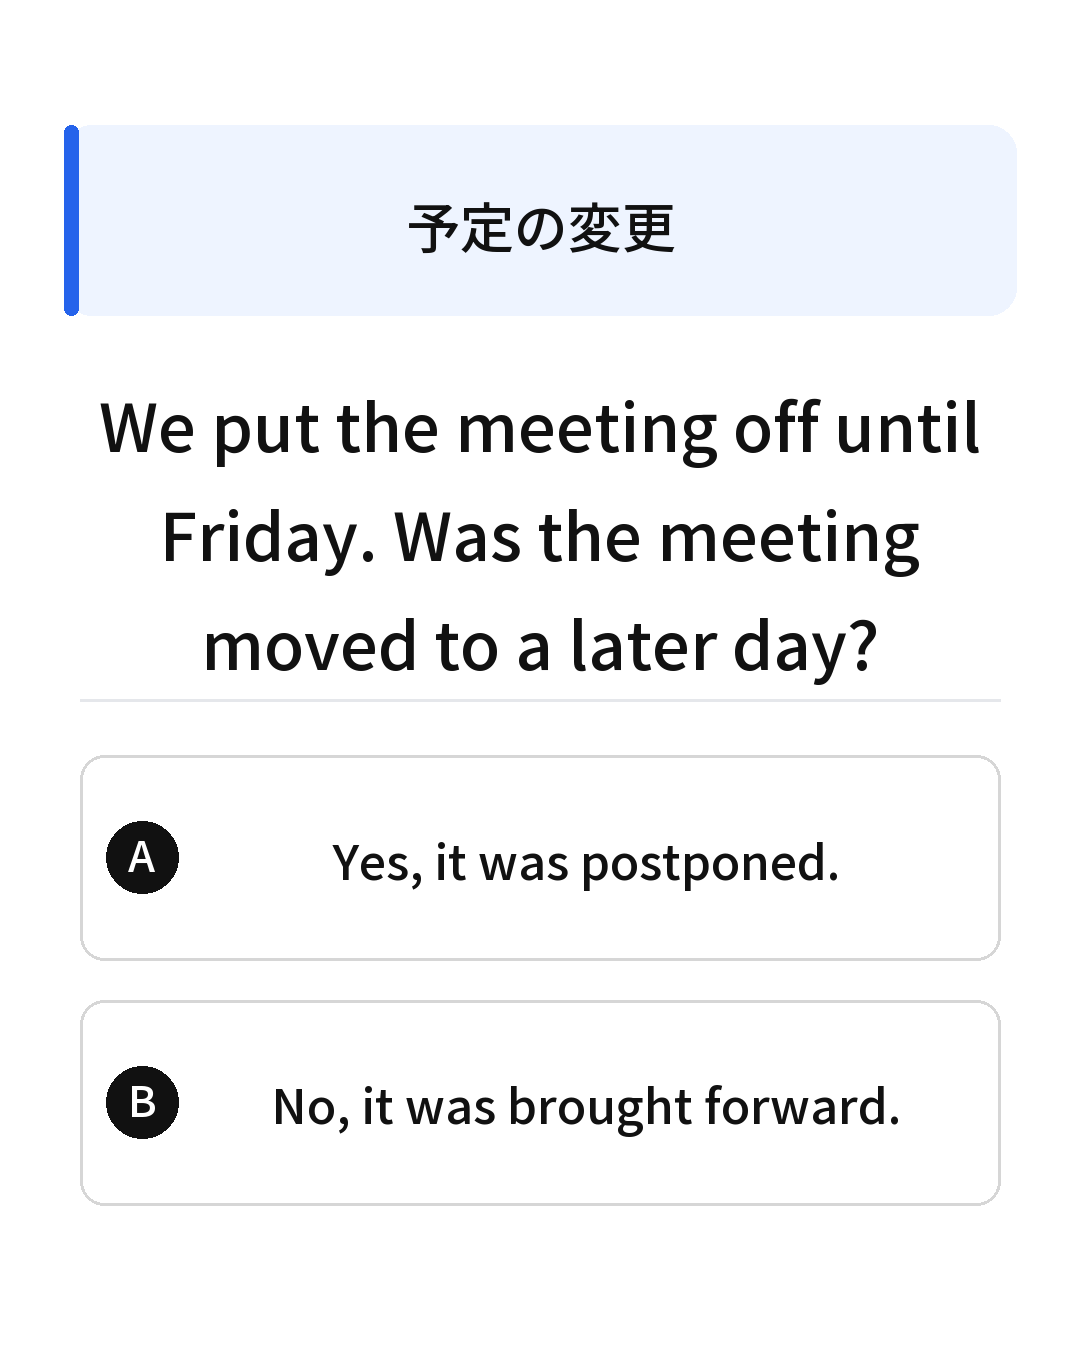 予定の変更
We put the meeting off until
Friday. Was the meeting
moved to a later day?
A
Yes, it was postponed.
B
No, it was brought forward.